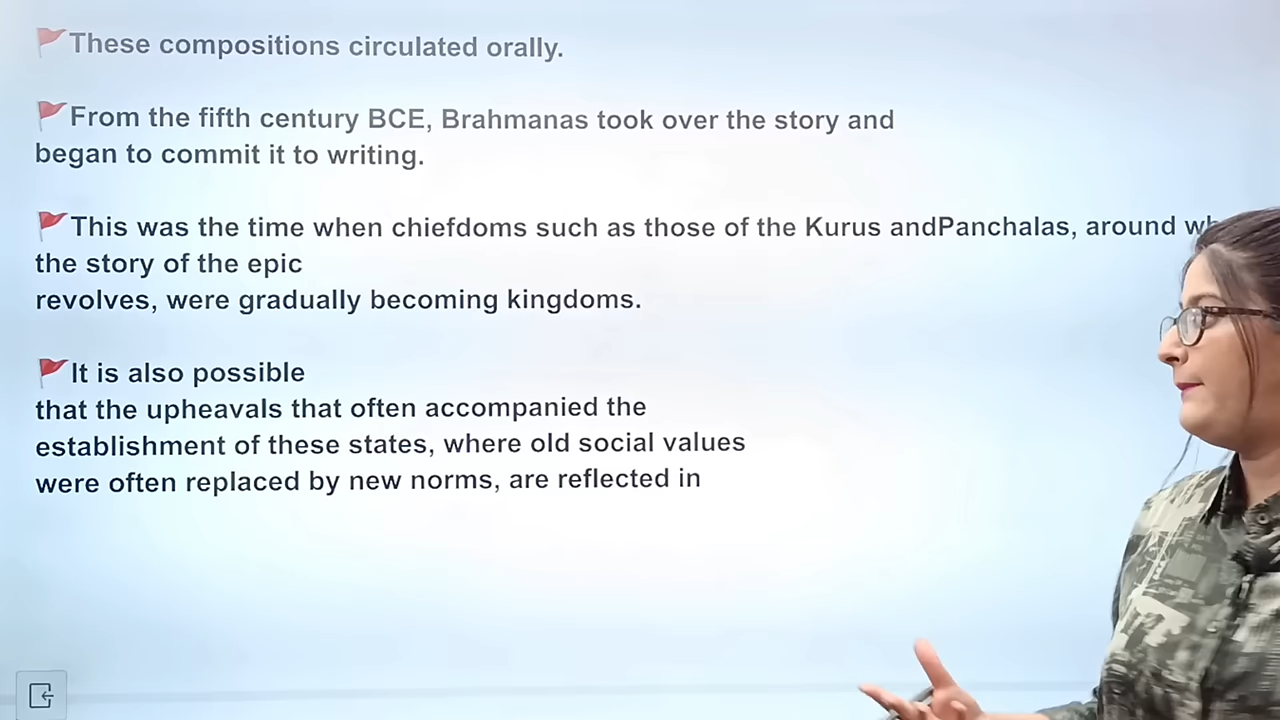 These compositions circulated orally.
From the fifth century BCE, Brahmanas took over the story and
began to commit it to writing.
This was the time when chiefdoms such as those of the Kurus andPanchalas, around
the story of the epic
revolves, were gradually becoming kingdoms.
It is also possible
that the upheavals that often accompanied the
establishment of these states, where old social values
were often replaced by new norms, are reflected in